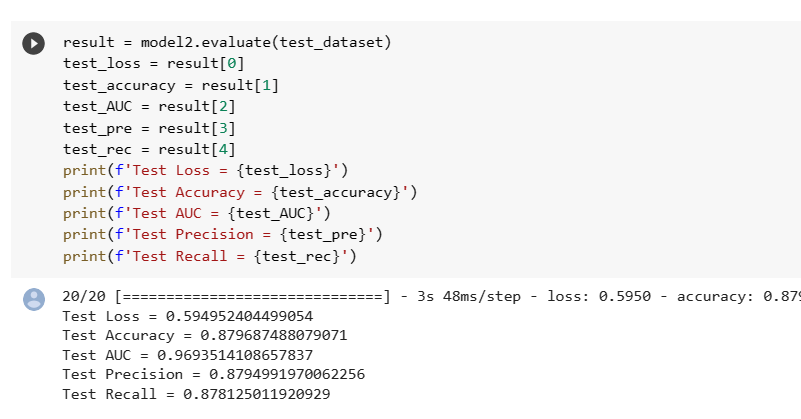 result = model2.evaluate(test_dataset)
test_loss = result[0]
test_accuracy = result[1]
test_AUC = result[2]
test_pre = result[3]
test_rec = result[4]
print(f'Test Loss = {test_loss}')
print(f'Test Accuracy = {test_accuracy}')
print(f'Test AUC = {test_AUC}')
print(f'Test Precision = {test_pre}')
print(f'Test Recall = {test_rec}')
20/20 [==============================] - 3s 48ms/step - loss: 0.5950 - accuracy: 0.879
Test Loss = 0.594952404499054
Test Accuracy = 0.879687488079071
Test AUC = 0.9693514108657837
Test Precision = 0.8794991970062256
Test Recall = 0.878125011920929